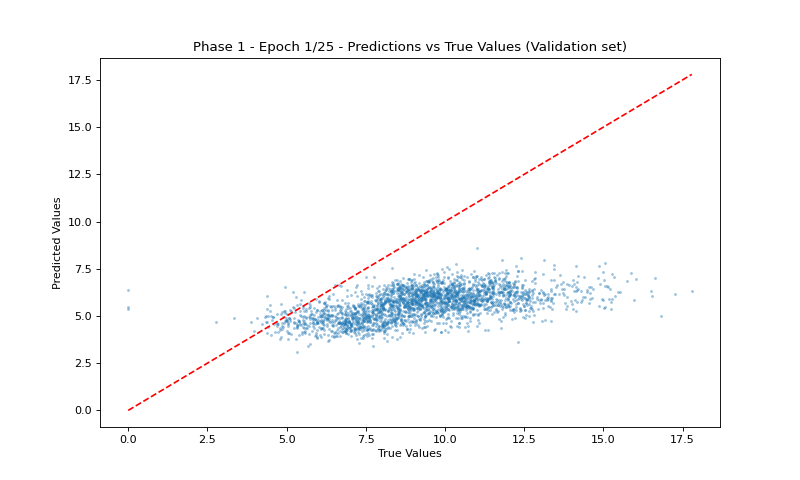 Phase 1 - Epoch 1/25 - Predictions vs True Values (Validation set)
Predicted Values
17.5
15.0
12.5
10.0
7.5
5.0
2.5
0.0
0.0 2.5 5.0 7.5 10.0 12.5 15.0 17.5
True Values